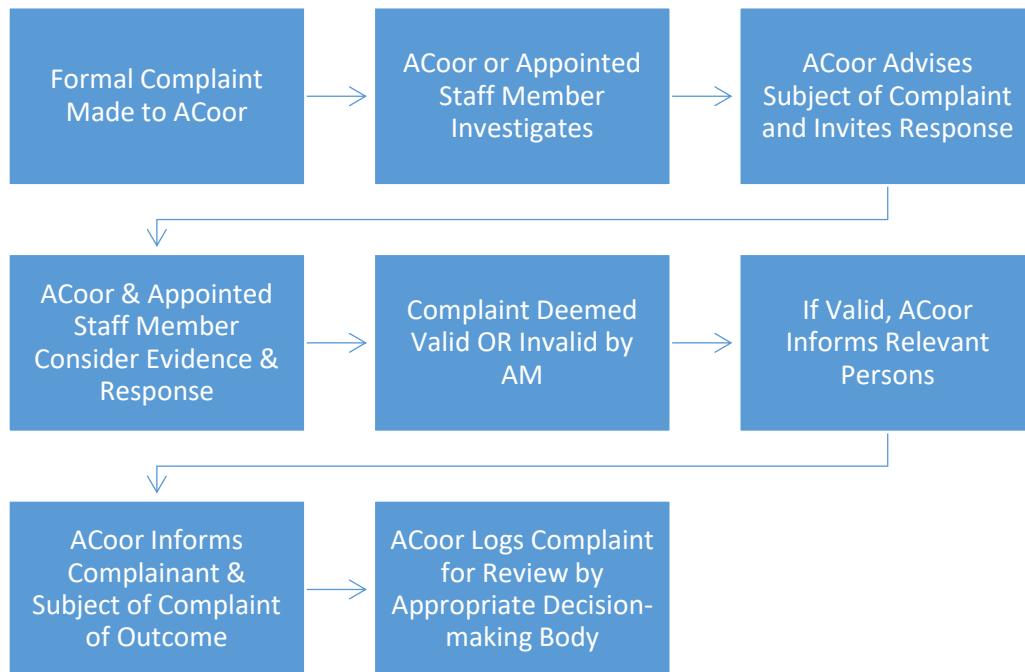 Formal Complaint
Made to ACoor
ACoor or Appointed
Staff Member
Investigates
ACoor Advises
Subject of Complaint
and Invites Response
ACoor & Appointed
Staff Member
Consider Evidence &
Response
Complaint Deemed
Valid OR Invalid by
AM
If Valid, ACoor
Informs Relevant
Persons
ACoor Informs
Complainant &
Subject of Complaint
of Outcome
ACoor Logs Complaint
for Review by
Appropriate Decision-
making Body